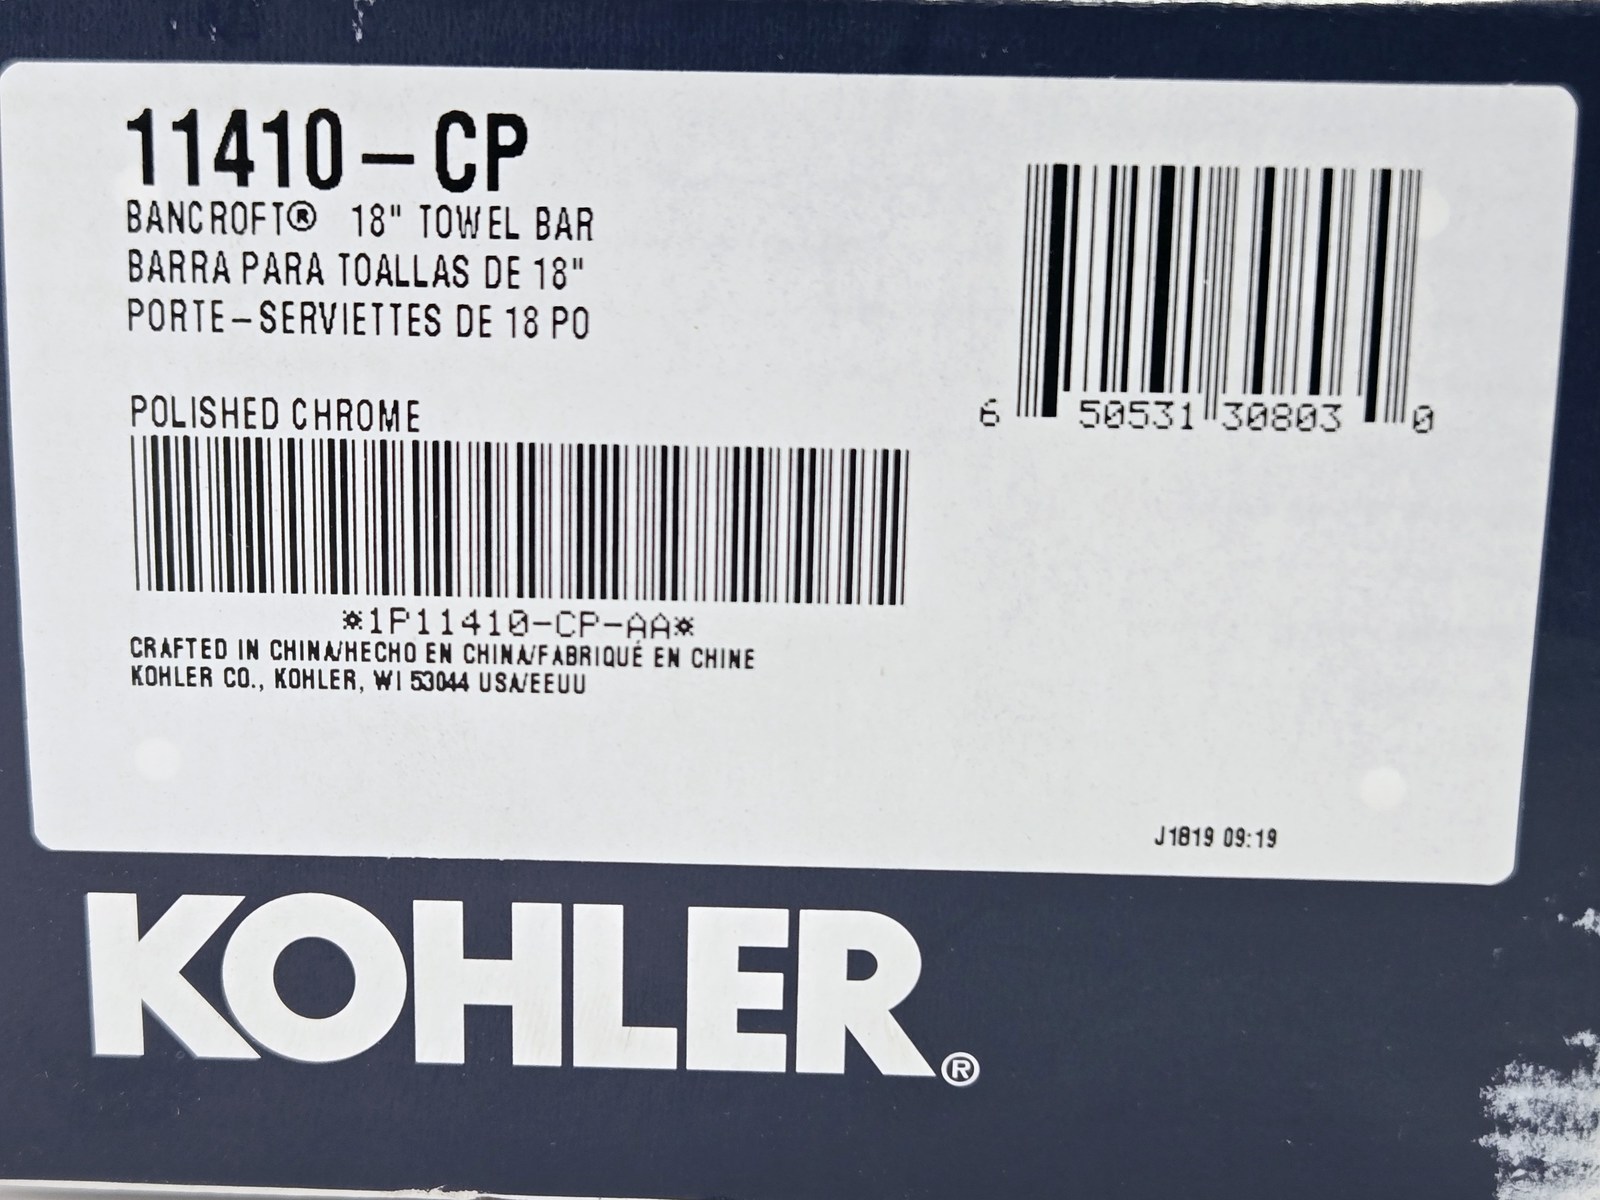 11410-CP
BANCROFT® 18" TOWEL BAR
BARRA PARA TOALLAS DE 18"
PORTE-SERVIETTES DE 18 PO
POLISHED CHROME
6 50531 30803 0
*1P11410-CP-AA*
CRAFTED IN CHINA/HECHO EN CHINA/FABRIQUÉ EN CHINE
KOHLER CO., KOHLER, WI 53044 USA/EEUU
J1819 09:19
KOHLER®